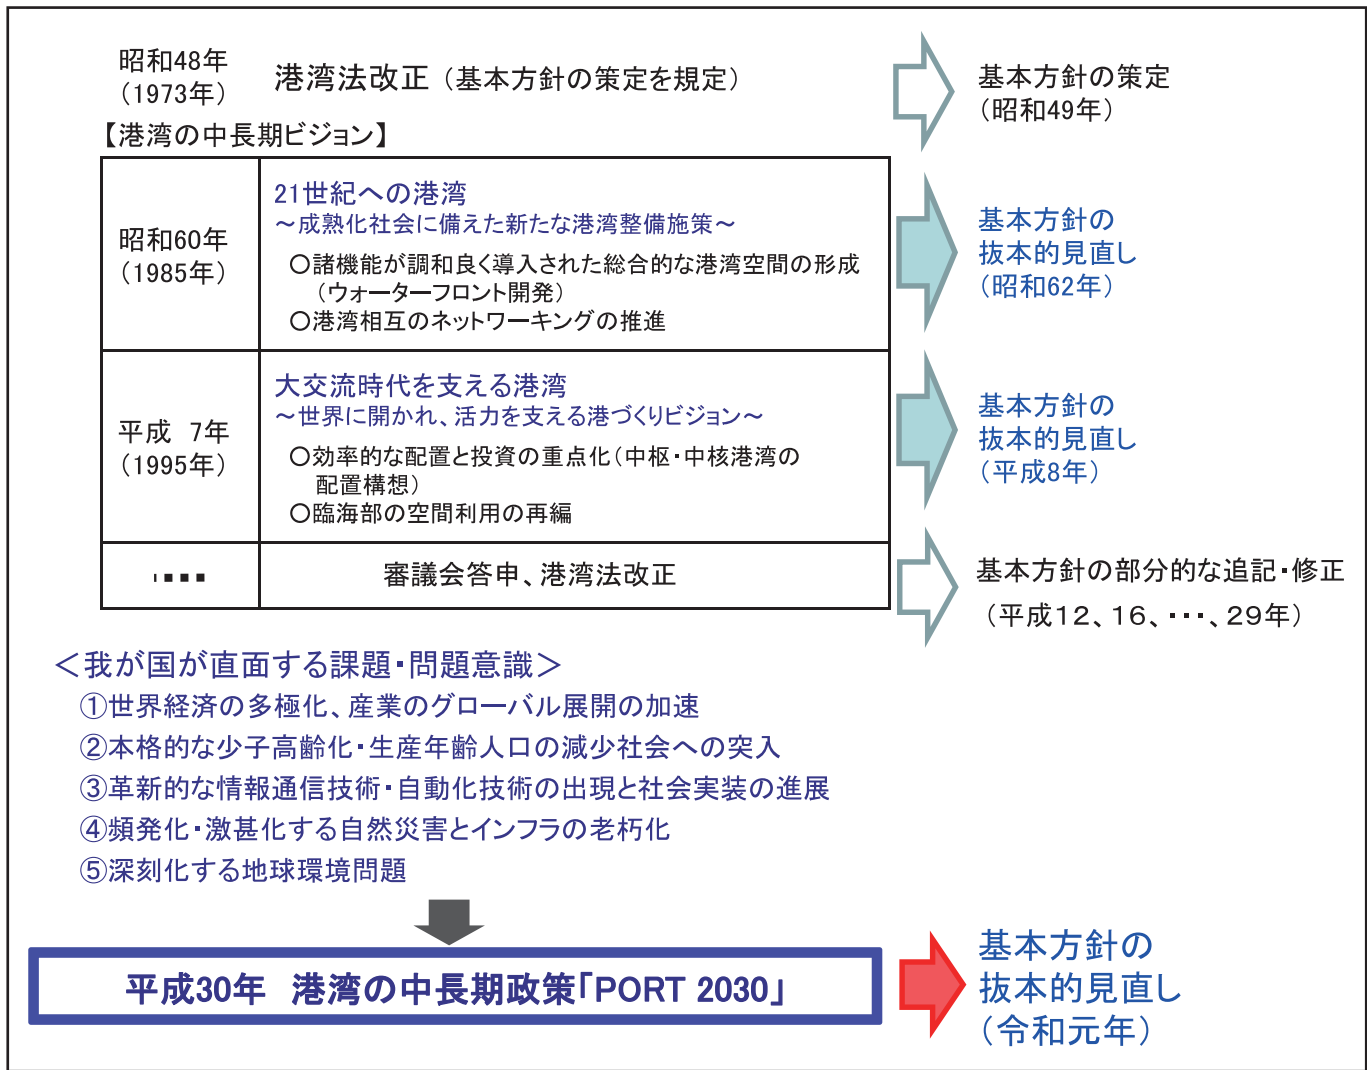 昭和48年
（1973年）
港湾法改正（基本方針の策定を規定）
基本方針の策定
（昭和49年）
【港湾の中長期ビジョン】
昭和60年
（1985年）
21世紀への港湾
～成熟化社会に備えた新たな港湾整備施策～
○諸機能が調和良く導入された総合的な港湾空間の形成
（ウォーターフロント開発）
○港湾相互のネットワーキングの推進
基本方針の
抜本的見直し
（昭和62年）
平成 7年
（1995年）
大交流時代を支える港湾
～世界に開かれ、活力を支える港づくりビジョン～
○効率的な配置と投資の重点化（中枢・中核港湾の
配置構想）
○臨海部の空間利用の再編
基本方針の
抜本的見直し
（平成8年）
····
審議会答申、港湾法改正
基本方針の部分的な追記・修正
（平成12、16、・・・、29年）
＜我が国が直面する課題・問題意識＞
①世界経済の多極化、産業のグローバル展開の加速
②本格的な少子高齢化・生産年齢人口の減少社会への突入
③革新的な情報通信技術・自動化技術の出現と社会実装の進展
④頻発化・激甚化する自然災害とインフラの老朽化
⑤深刻化する地球環境問題
平成30年 港湾の中長期政策「PORT 2030」
基本方針の
抜本的見直し
（令和元年）